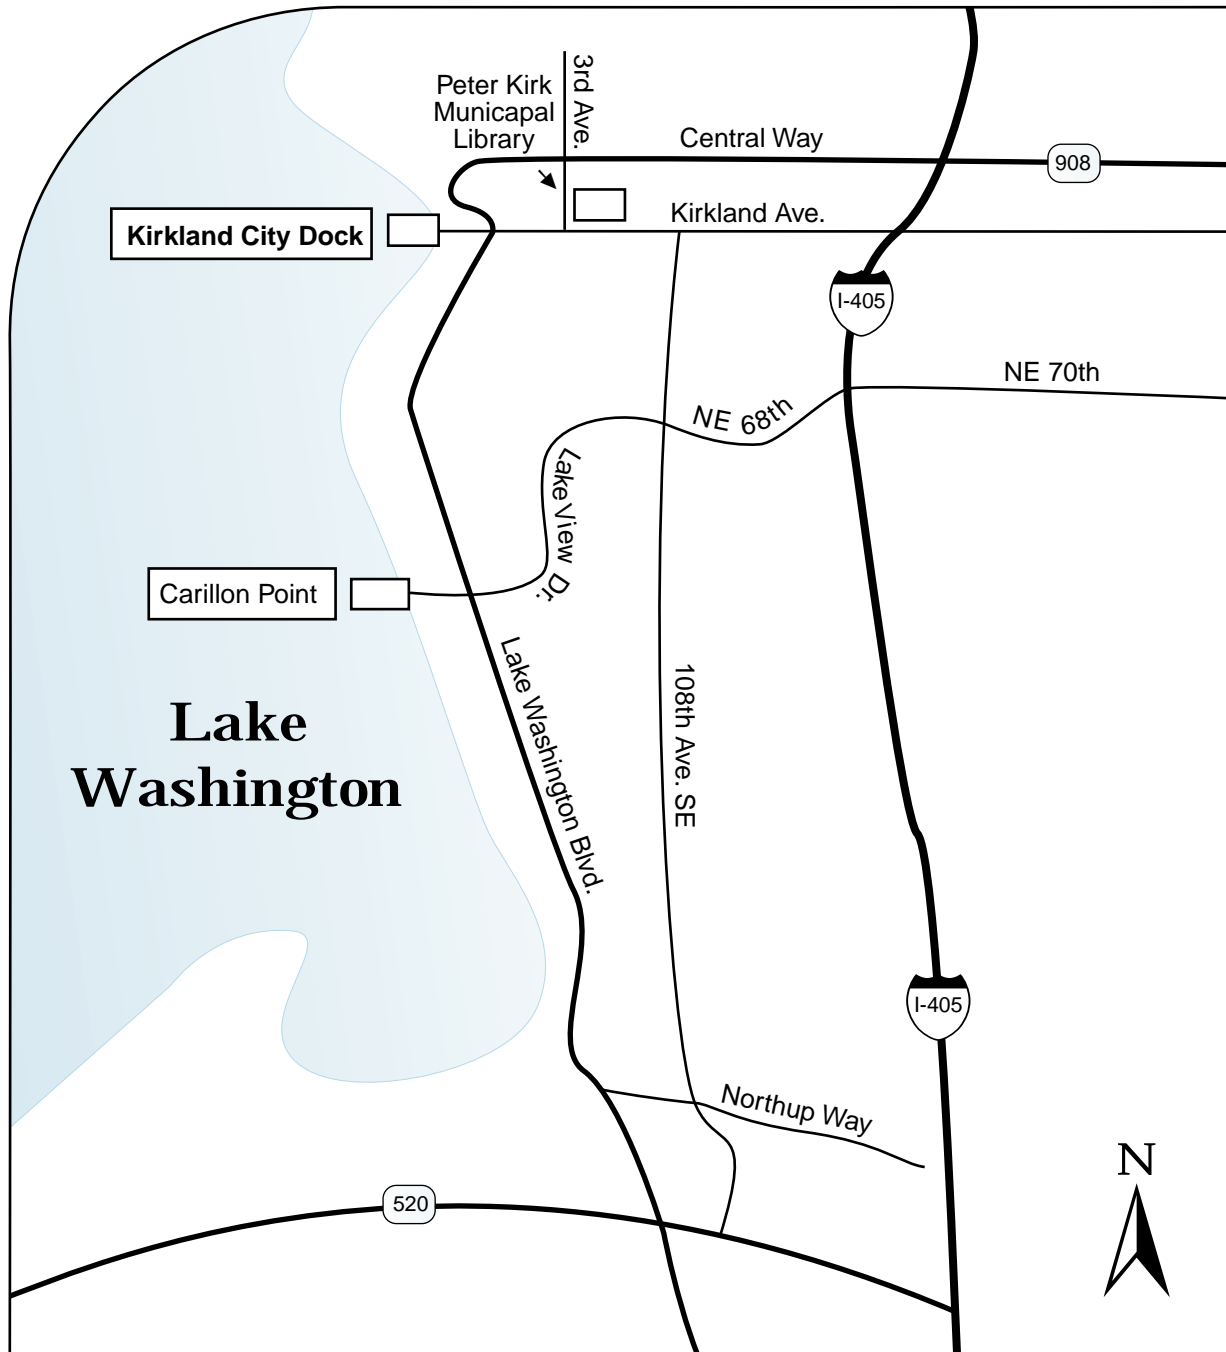 3rd Ave.
Peter Kirk
Municapal
Library
Central Way
908
Kirkland Ave.
Kirkland City Dock
I-405
NE 70th
NE 68th
Lake View Dr.
Carillon Point
Lake Washington Blvd.
108th Ave. SE
Lake
Washington
I-405
Northup Way
N
520